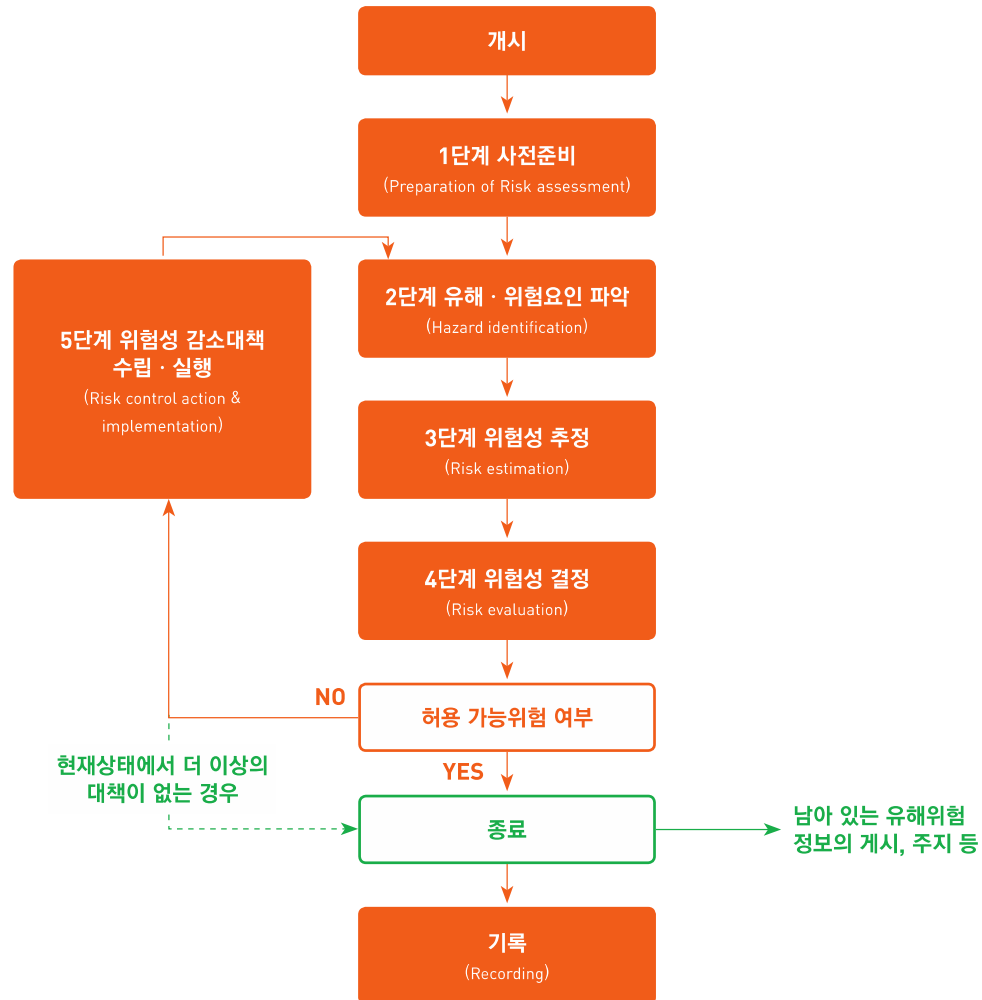 개시
1단계 사전준비
(Preparation of Risk assessment)
2단계 유해 · 위험요인 파악
(Hazard identification)
5단계 위험성 감소대책
수립 · 실행
(Risk control action &
implementation)
3단계 위험성 추정
(Risk estimation)
4단계 위험성 결정
(Risk evaluation)
NO
허용 가능위험 여부
YES
현재상태에서 더 이상의
대책이 없는 경우
종료
남아 있는 유해위험
정보의 게시, 주지 등
기록
(Recording)